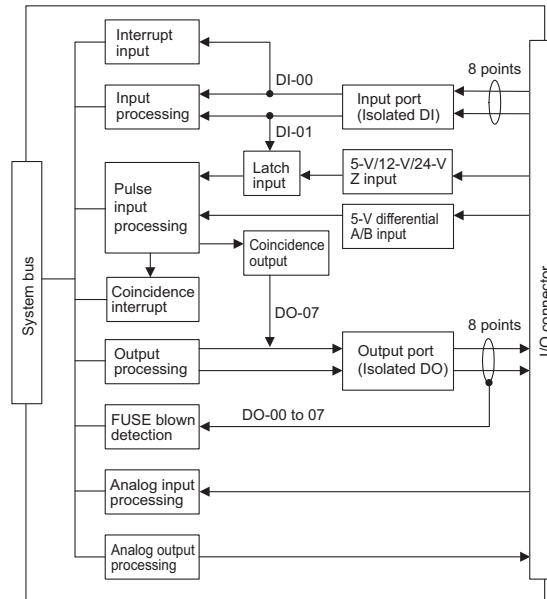 Interrupt
input
DI-00
8 points
Input
processing
Input port
(Isolated DI)
DI-01
Latch
input
5-V/12-V/24-V
Z input
Pulse
input
processing
5-V differential
A/B input
Coincidence
output
System bus
Coincidence
interrupt
I/O connector
DO-07
8 points
Output
processing
Output port
(Isolated DO)
FUSE blown
detection
DO-00 to 07
Analog input
processing
Analog output
processing